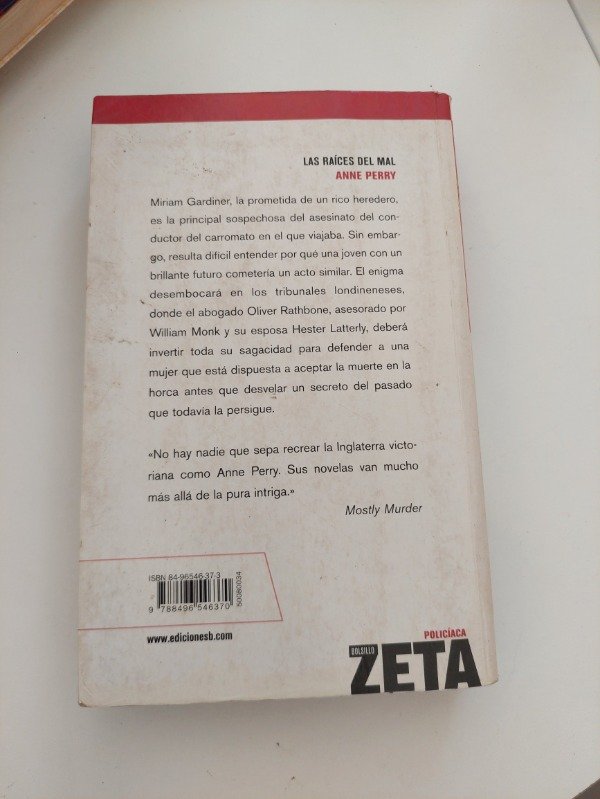 LAS RAÍCES DEL MAL
ANNE PERRY
Miriam Gardiner, la prometida de un rico heredero,
es la principal sospechosa del asesinato del con-
ductor del carromato en el que viajaba. Sin embar-
go, resulta difícil entender por qué una joven con un
brillante futuro cometería un acto similar. El enigma
desembocará en los tribunales londineneses,
donde el abogado Oliver Rathbone, asesorado por
William Monk y su esposa Hester Latterly, deberá
invertir toda su sagacidad para defender a una
mujer que está dispuesta a aceptar la muerte en la
horca antes que desvelar un secreto del pasado
que todavía la persigue.
«No hay nadie que sepa recrear la Inglaterra victo-
riana como Anne Perry. Sus novelas van mucho
más allá de la pura intriga.»
Mostly Murder
ISBN 84-96546-37-3
9 788496 546370
50080034
www.edicionesb.com
POLICÍACA
BOLSILLO
ZETA